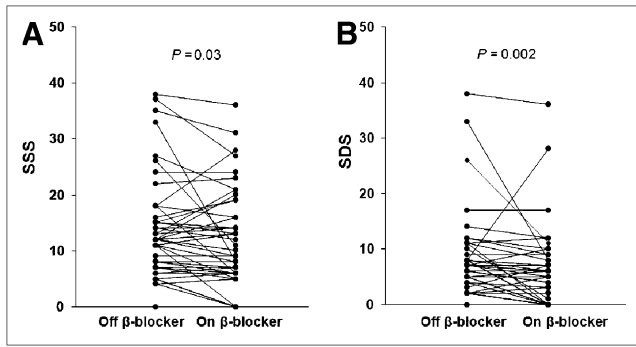 A
P = 0.03
50
40
30
20
10
0
SSS
Off β-blocker On β-blocker
B
P = 0.002
50
40
30
20
10
0
SDS
Off β-blocker On β-blocker